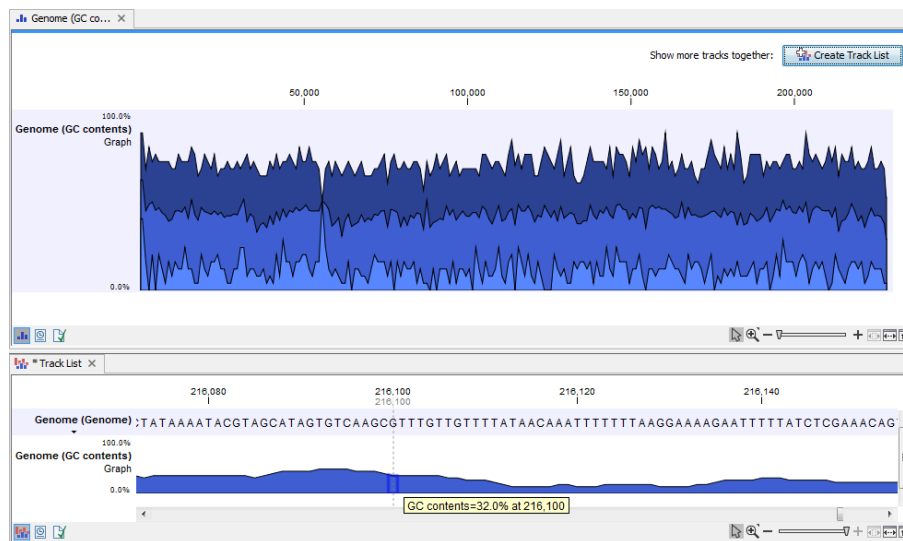 Genome (GC co... ×
Show more tracks together: Create Track List
50,000 100,000 150,000 200,000
100.0%
Genome (GC contents)
Graph
0.0%
* Track List ×
216,080 216,100 216,120 216,140
216,100
Genome (Genome) CTATAAAATACGTAGCATAGTGTCAAGCGTTTGTTGTTTTATAACAAATTTTTTTAAGGAAAAGAATTTTTTATCTCGAAACAGT
100.0%
Genome (GC contents)
Graph
0.0%
GC contents=32.0% at 216,100